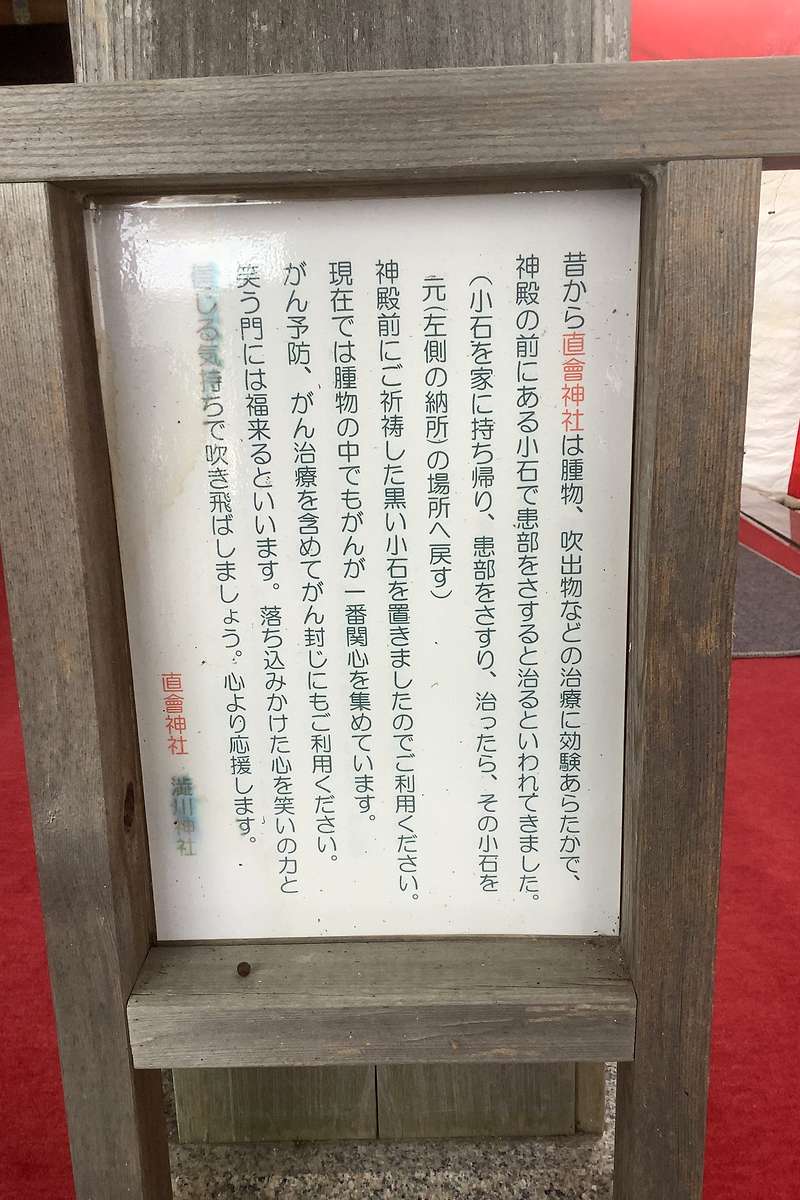 昔から直會神社は腫物、吹出物などの治療に効験あらたかで、
神殿の前にある小石で患部をさすると治るといわれてきました。
(小石を家に持ち帰り、患部をさすり、治ったら、その小石を
元(左側の納所)の場所へ戻す)
神殿前にご祈祷した黒い小石を置きましたのでご利用ください。
現在では腫物の中でもがんが一番関心を集めています。
がん予防、がん治療を含めてがん封じにもご利用ください。
笑う門には福来るといいます。落ち込みかけた心を笑いの力と
信じる気持ちで吹き飛ばしましょう。心より応援します。
直會神社 澁川神社